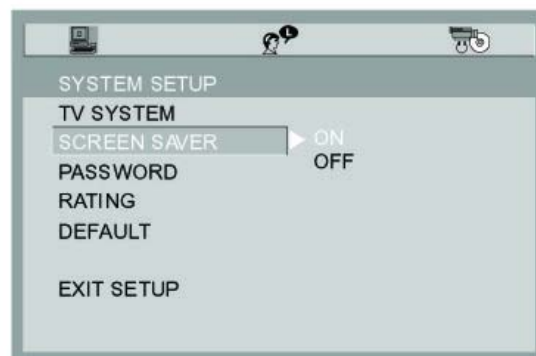 SYSTEM SETUP
TV SYSTEM
SCREEN SAVER ON
PASSWORD OFF
RATING
DEFAULT
EXIT SETUP